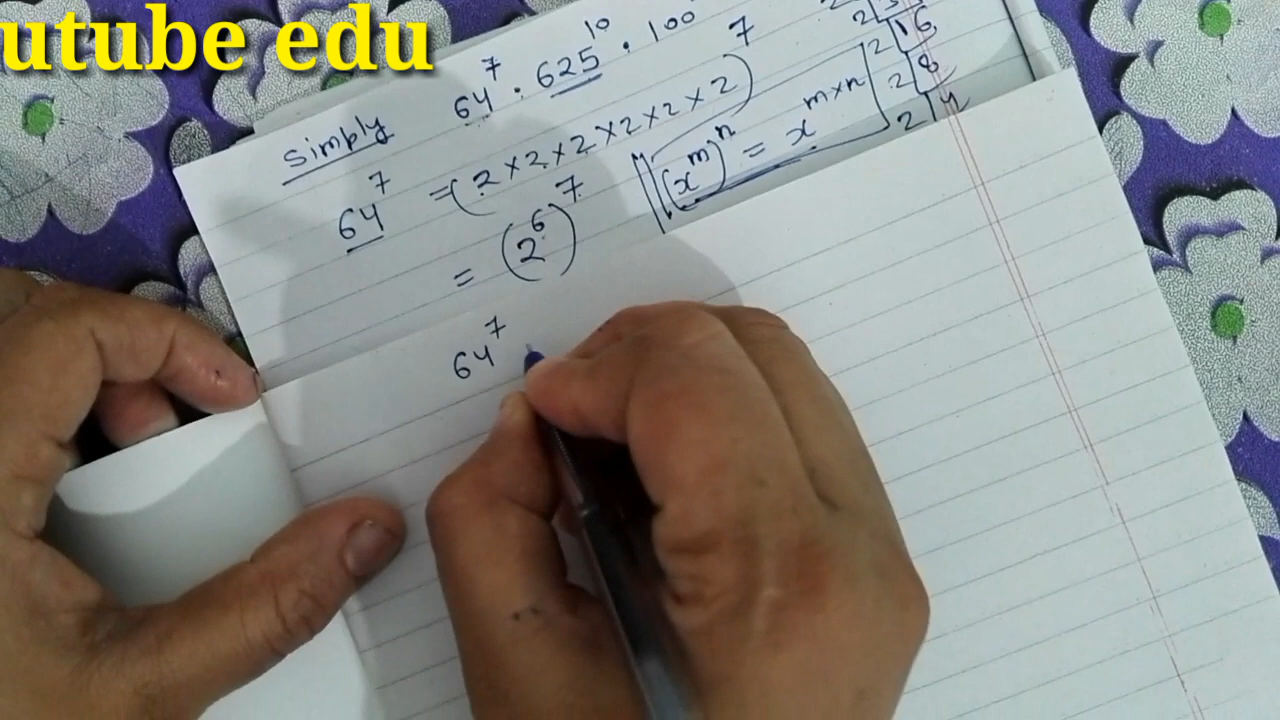 utube edu
simply 64^7 . 625^10 . 100
64^7 = (2×2×2×2×2×2)^7
= (2^6)^7 (x^m)^n = x^m×n
64^7
2 16
2 8
2 4